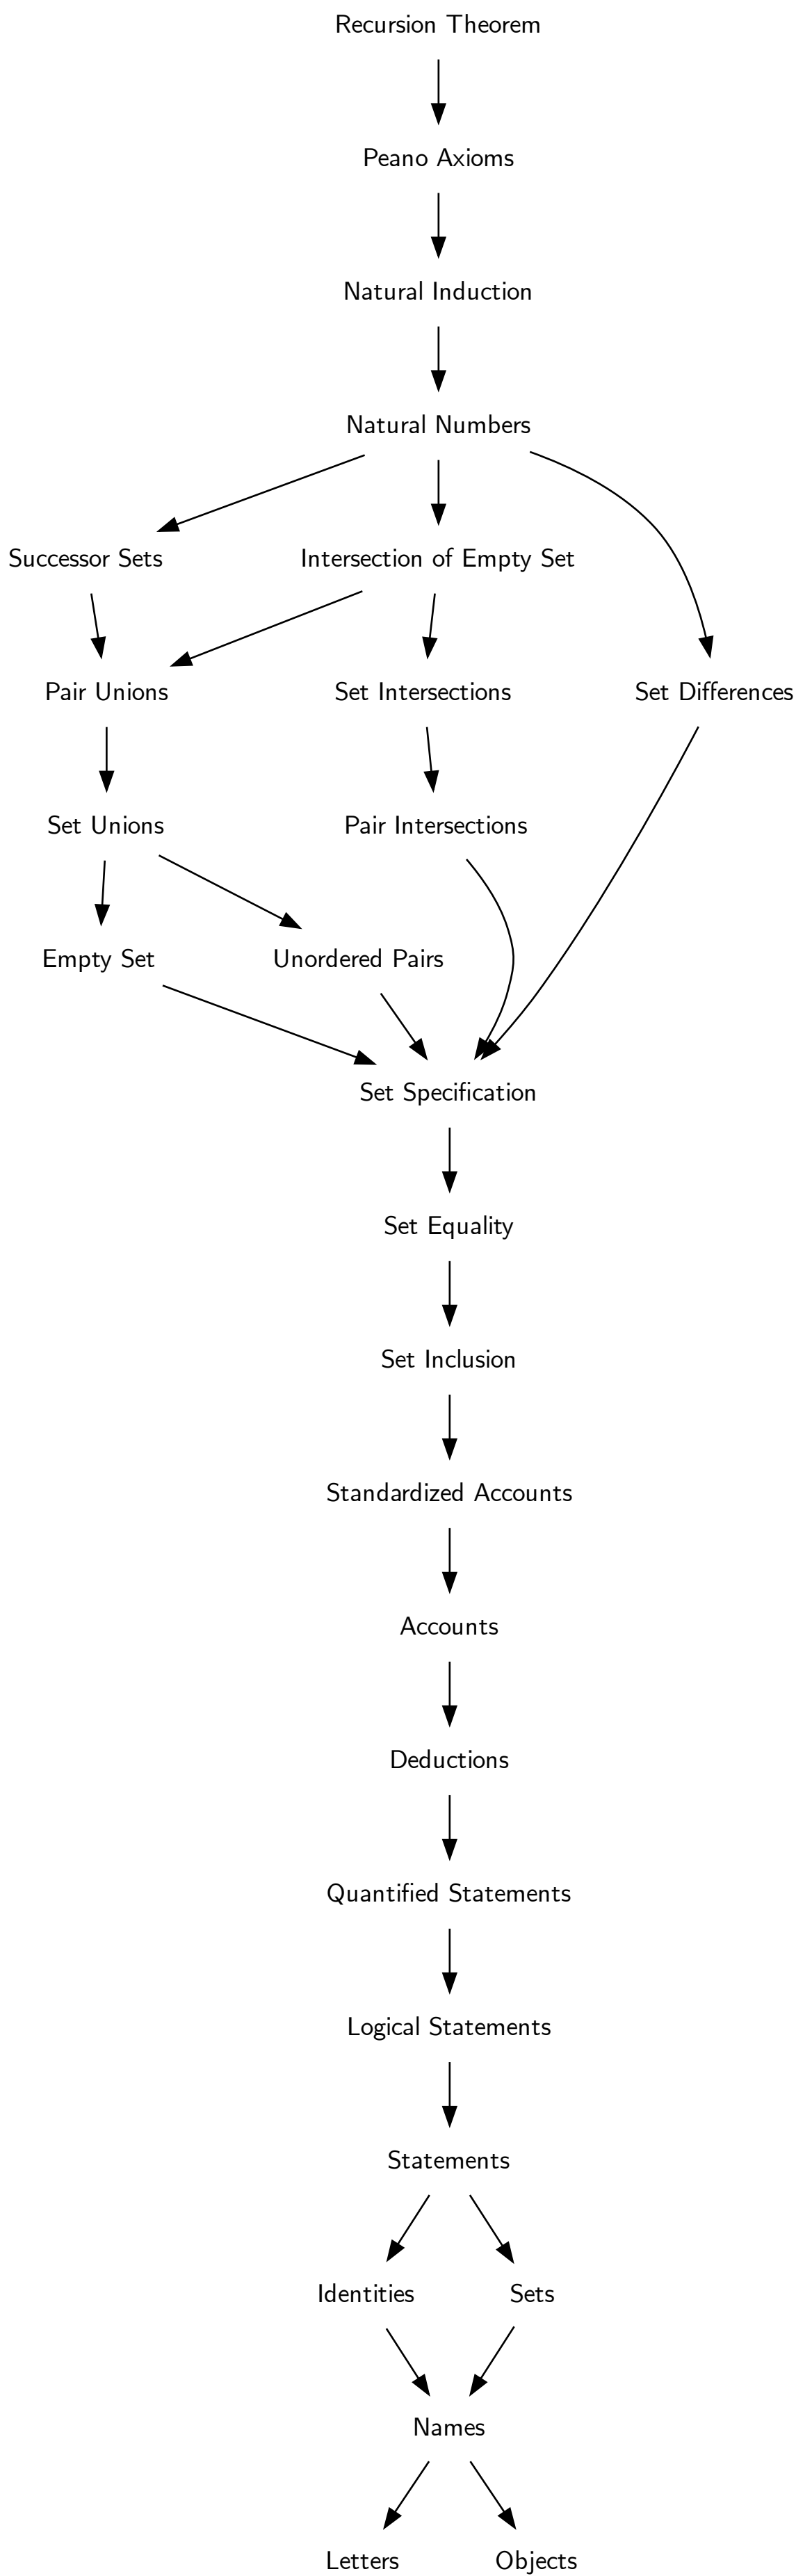 Recursion Theorem
Peano Axioms
Natural Induction
Natural Numbers
Successor Sets
Intersection of Empty Set
Pair Unions
Set Intersections
Set Differences
Set Unions
Pair Intersections
Empty Set
Unordered Pairs
Set Specification
Set Equality
Set Inclusion
Standardized Accounts
Accounts
Deductions
Quantified Statements
Logical Statements
Statements
Identities
Sets
Names
Letters
Objects